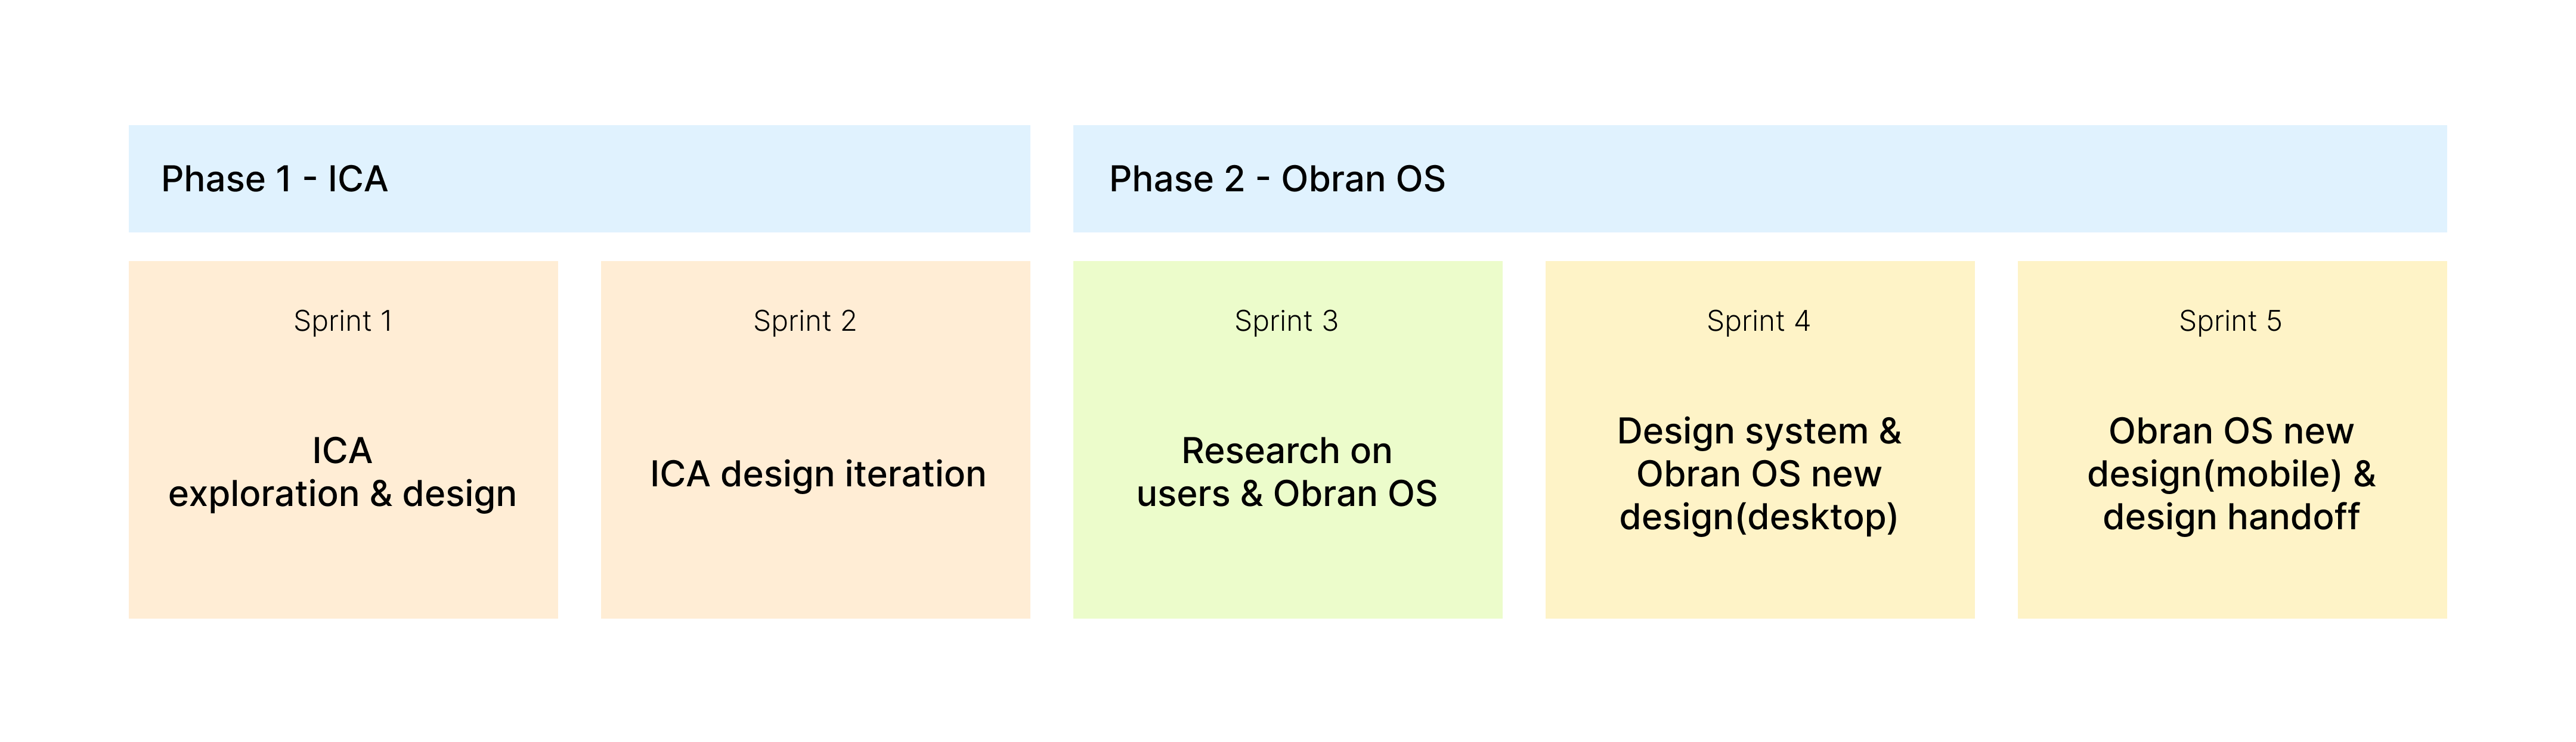 Phase 1 - ICA
Phase 2 - Obran OS
Sprint 1
ICA
exploration & design
Sprint 2
ICA design iteration
Sprint 3
Research on
users & Obran OS
Sprint 4
Design system &
Obran OS new
design(desktop)
Sprint 5
Obran OS new
design(mobile) &
design handoff